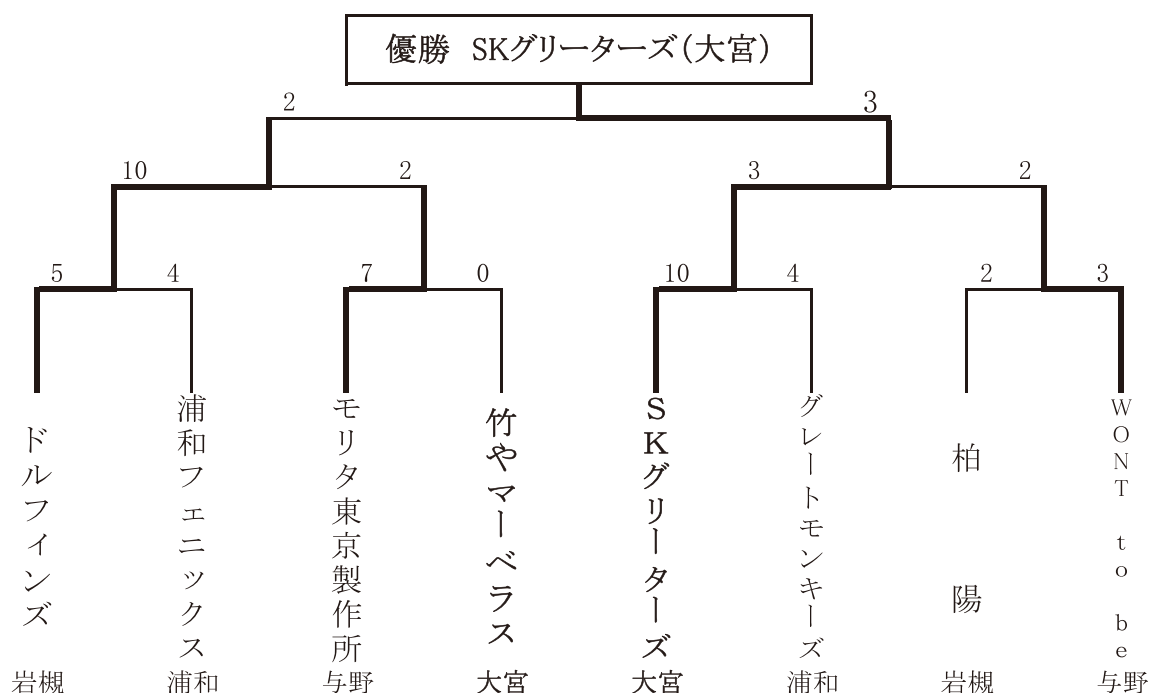 優勝 SKグリーターズ(大宮)
2 3
10 2 3 2
5 4 7 0 10 4 2 3
ドルフィンズ
浦和フェニックス
モリタ東京製作所
竹やマーベラス
SKグリーターズ
グレートモンキーズ
柏陽
WONT to be
岩槻 浦和 与野 大宮 大宮 浦和 岩槻 与野